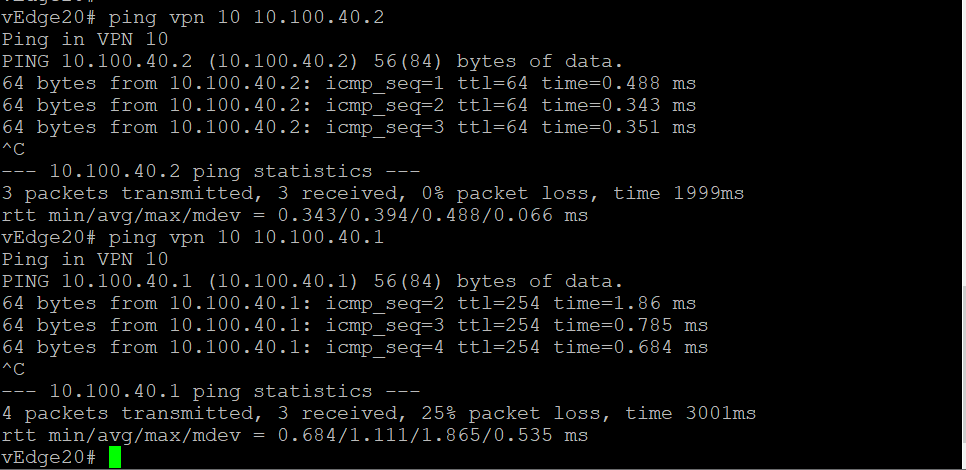 vEdge20# ping vpn 10 10.100.40.2
Ping in VPN 10
PING 10.100.40.2 (10.100.40.2) 56(84) bytes of data.
64 bytes from 10.100.40.2: icmp_seq=1 ttl=64 time=0.488 ms
64 bytes from 10.100.40.2: icmp_seq=2 ttl=64 time=0.343 ms
64 bytes from 10.100.40.2: icmp_seq=3 ttl=64 time=0.351 ms
^C
--- 10.100.40.2 ping statistics ---
3 packets transmitted, 3 received, 0% packet loss, time 1999ms
rtt min/avg/max/mdev = 0.343/0.394/0.488/0.066 ms
vEdge20# ping vpn 10 10.100.40.1
Ping in VPN 10
PING 10.100.40.1 (10.100.40.1) 56(84) bytes of data.
64 bytes from 10.100.40.1: icmp_seq=2 ttl=254 time=1.86 ms
64 bytes from 10.100.40.1: icmp_seq=3 ttl=254 time=0.785 ms
64 bytes from 10.100.40.1: icmp_seq=4 ttl=254 time=0.684 ms
^C
--- 10.100.40.1 ping statistics ---
4 packets transmitted, 3 received, 25% packet loss, time 3001ms
rtt min/avg/max/mdev = 0.684/1.111/1.865/0.535 ms
vEdge20#